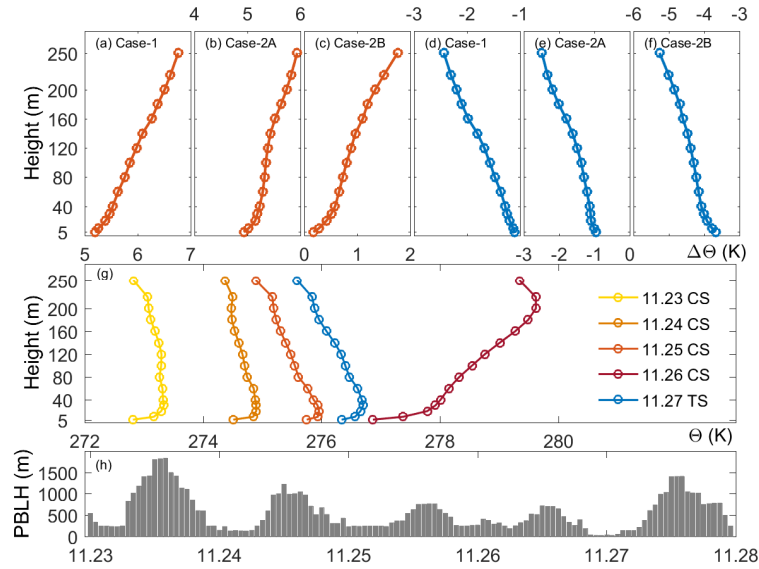 4 5 6 -3 -2 -1 -6 -5 -4 -3
(a) Case-1 (b) Case-2A (c) Case-2B (d) Case-1 (e) Case-2A (f) Case-2B
250
200
160
120
80
40
5
Height (m)
5 6 7 0 1 2 -3 -2 -1 0 ΔΘ (K)
(g)
250
200
160
120
80
40
5
Height (m)
11.23 CS
11.24 CS
11.25 CS
11.26 CS
11.27 TS
272 274 276 278 280 Θ (K)
(h)
1500
1000
500
0
PBLH (m)
11.23 11.24 11.25 11.26 11.27 11.28